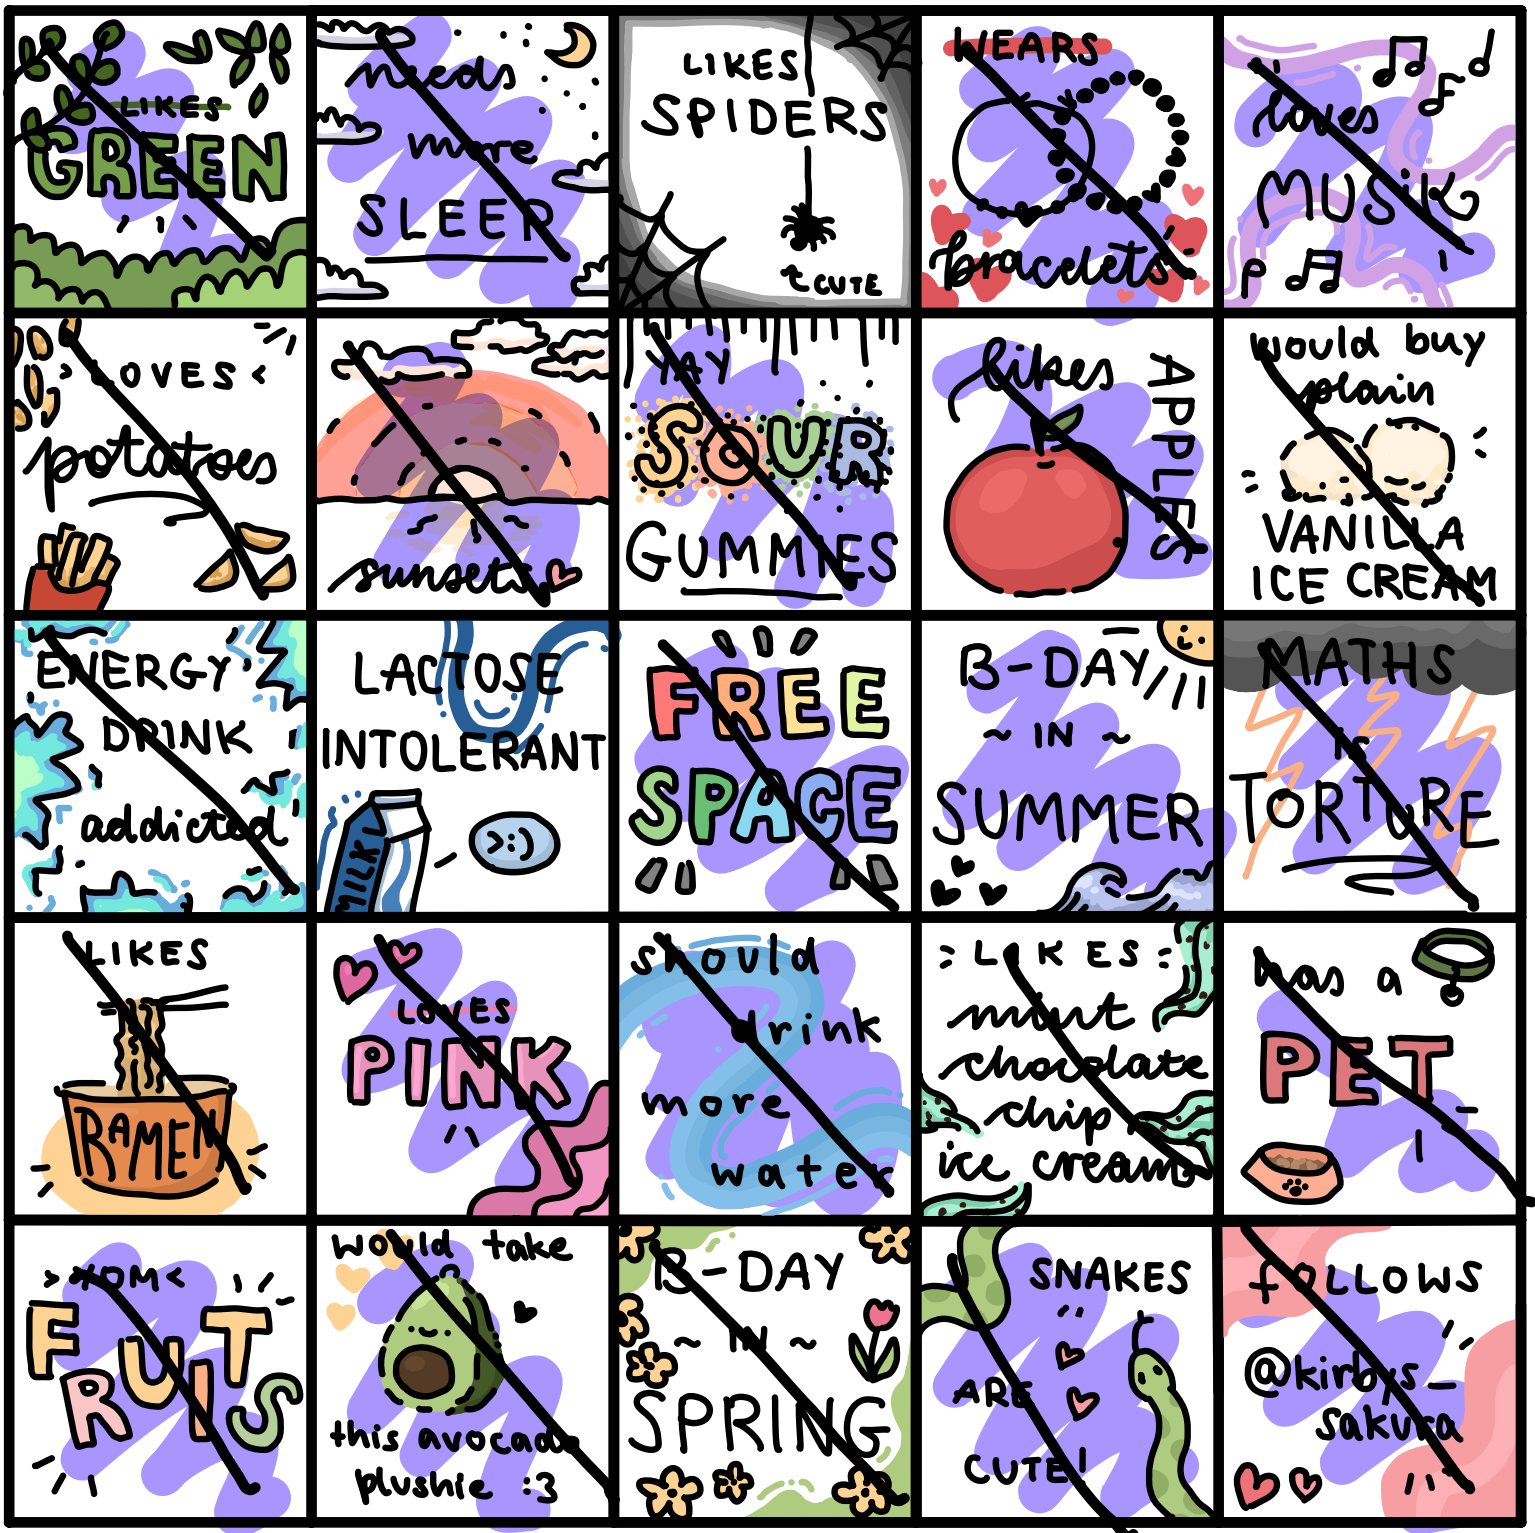 LIKES
GREEN
needs
more
SLEEP
LIKES
SPIDERS
CUTE
WEARS
bracelets
loves
MUSIK
LOVES
potatoes
sunsets
YAY
SOUR
GUMMIES
likes
APPLES
would buy
plain
VANILLA
ICE CREAM
ENERGY
DRINK
addicted
LACTOSE
INTOLERANT
MILK
>:)
FREE
SPACE
B-DAY
~ IN ~
SUMMER
MATHS
IS
TORTURE
LIKES
RAMEN
LOVES
PINK
should
drink
more
water
LIKES
mint
chocolate
chip
ice cream
has a
PET
>YOM<
FRUITS
would take
this avocado
plushie :3
B-DAY
~ IN ~
SPRING
SNAKES
ARE
CUTE!
FOLLOWS
@kirbys_
sakura